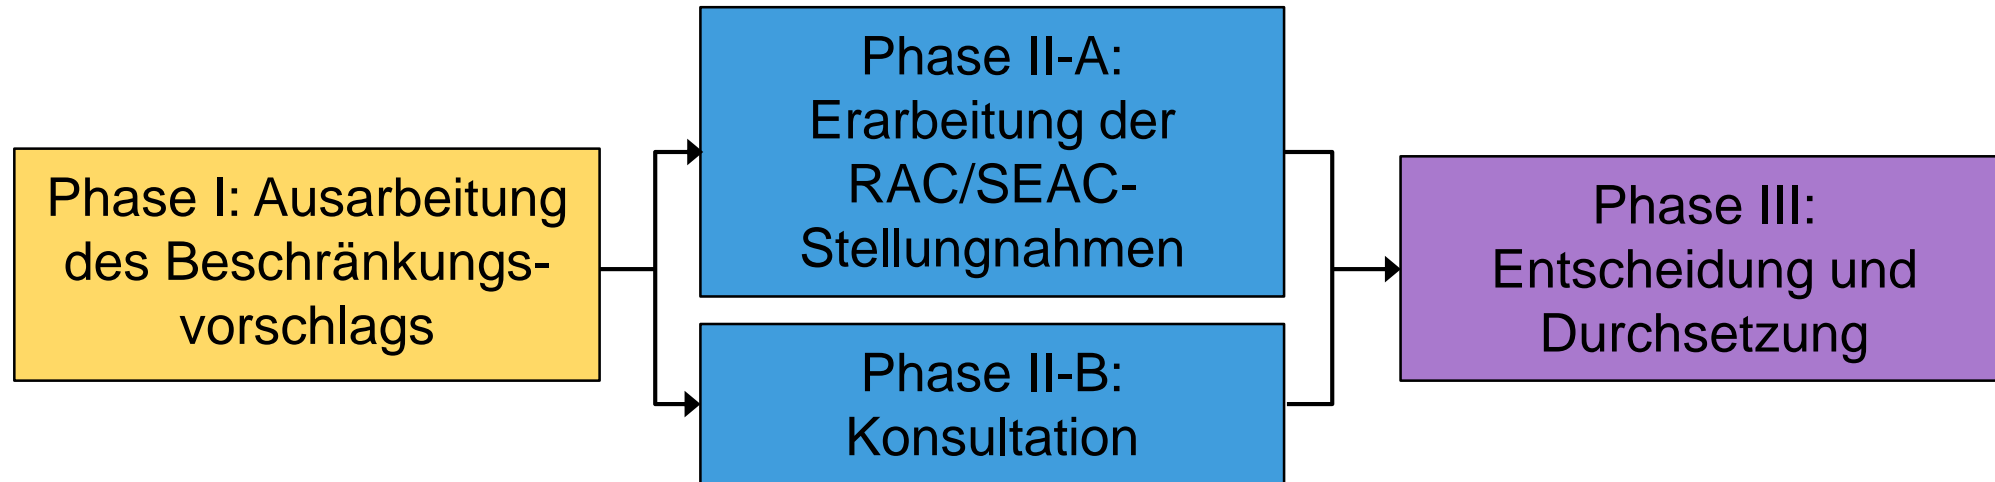 Phase I: Ausarbeitung
des Beschränkungs-
vorschlags
Phase II-A:
Erarbeitung der
RAC/SEAC-
Stellungnahmen
Phase II-B:
Konsultation
Phase III:
Entscheidung und
Durchsetzung